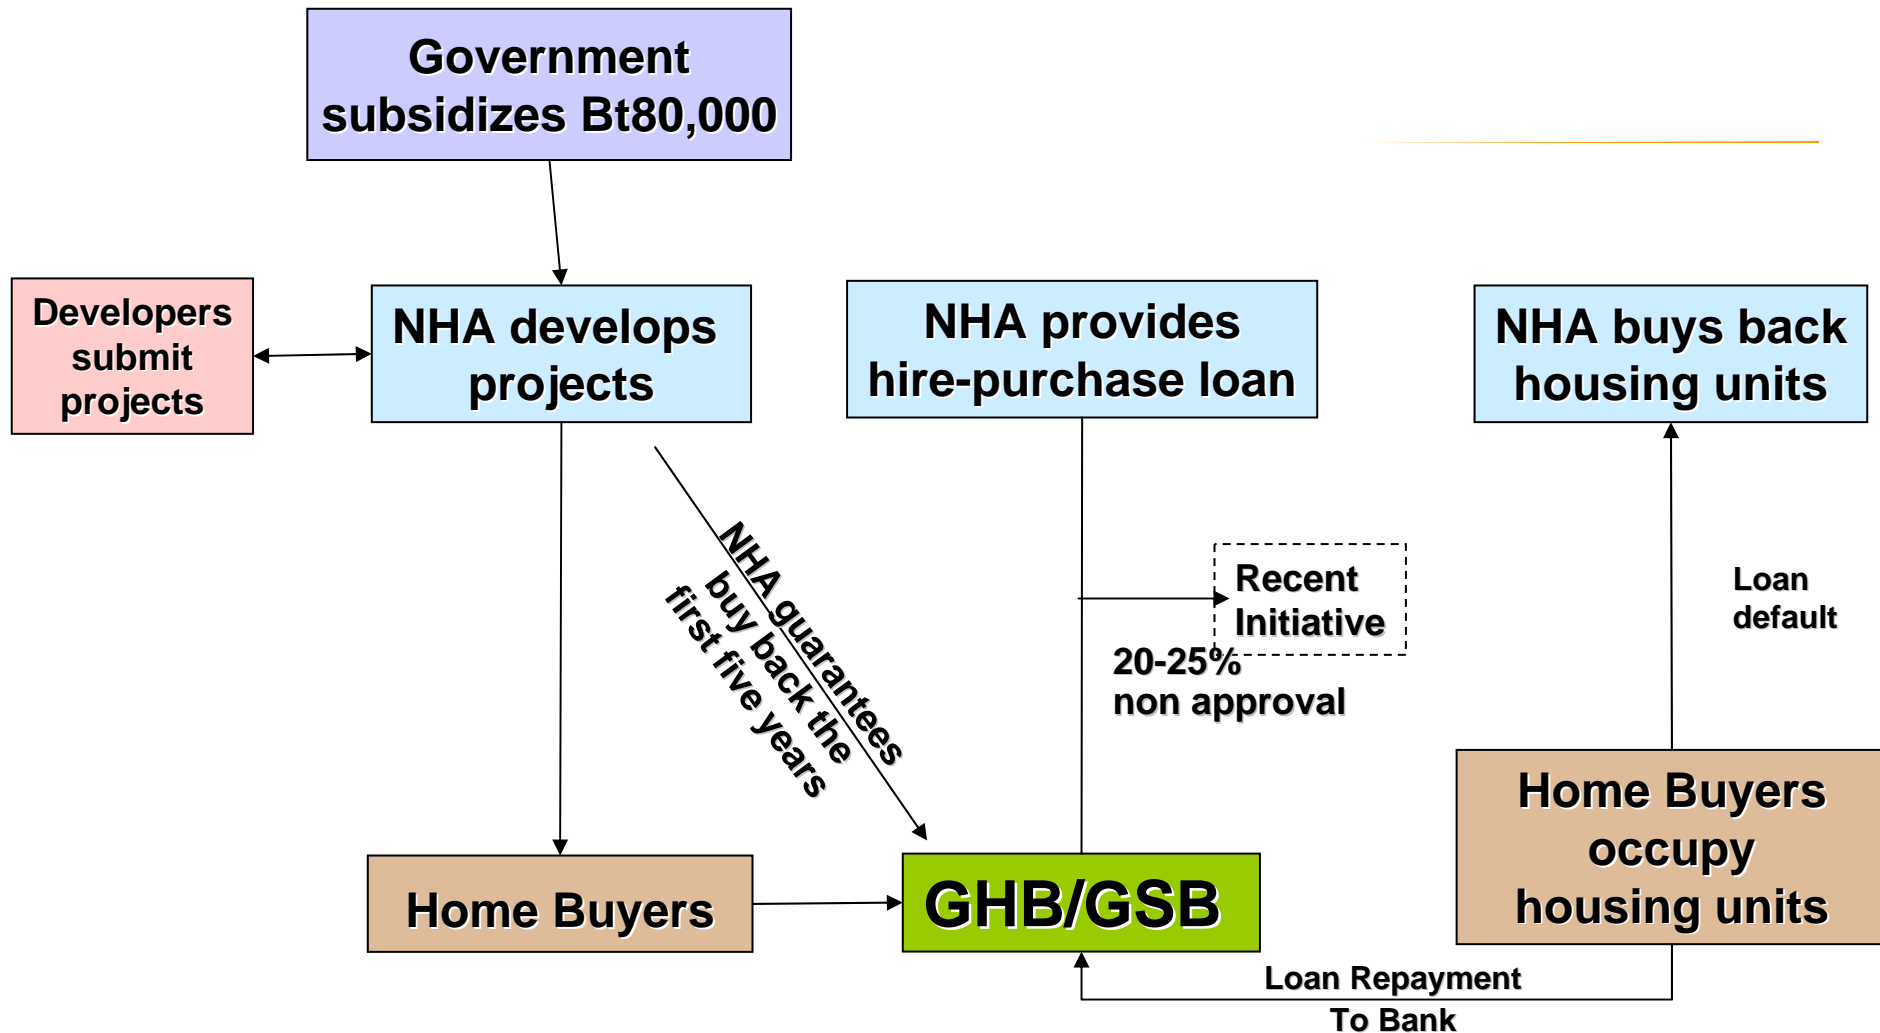 Government
subsidizes Bt80,000
Developers
submit
projects
NHA develops
projects
NHA provides
hire-purchase loan
NHA buys back
housing units
NHA guarantees
buy back the
first five years
Recent
Initiative
20-25%
non approval
Loan
default
Home Buyers
GHB/GSB
Home Buyers
occupy
housing units
Loan Repayment
To Bank